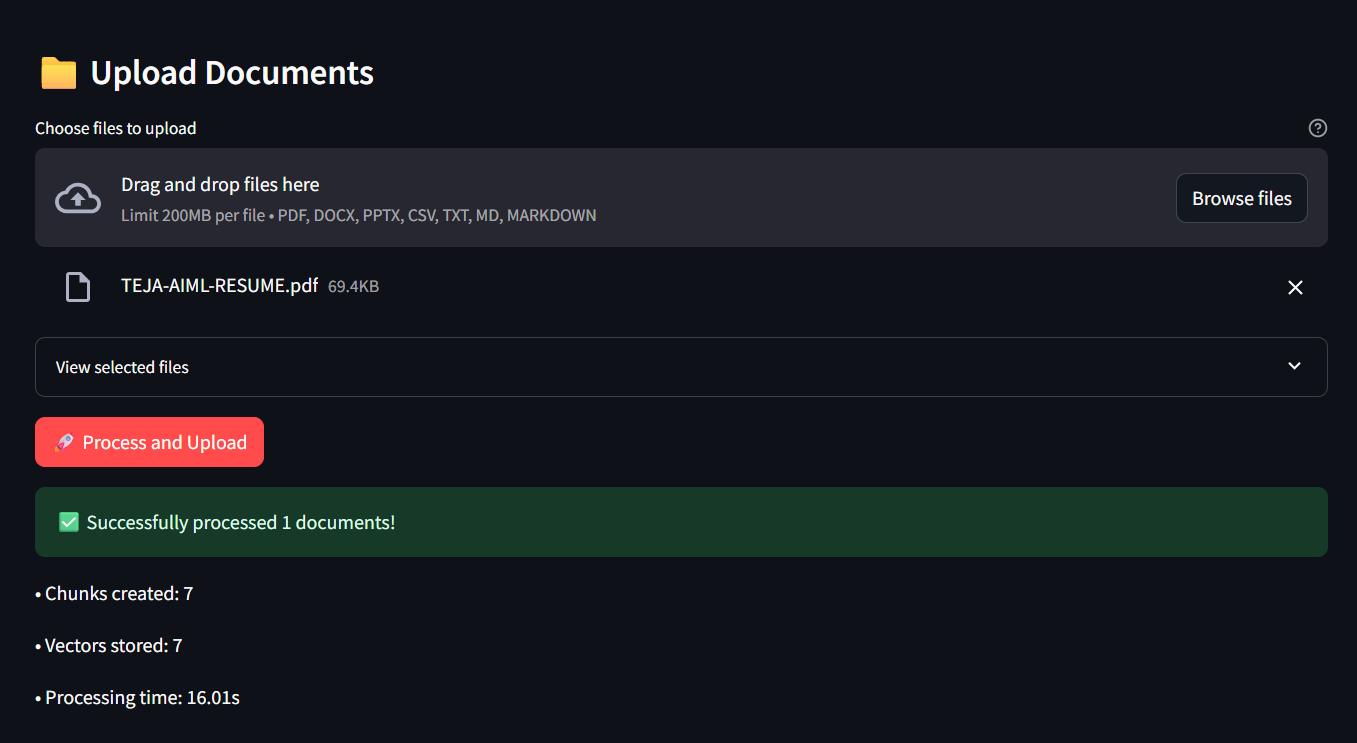 Upload Documents
Choose files to upload
Drag and drop files here
Limit 200MB per file • PDF, DOCX, PPTX, CSV, TXT, MD, MARKDOWN
Browse files
TEJA-AIML-RESUME.pdf 69.4KB
View selected files
Process and Upload
Successfully processed 1 documents!
• Chunks created: 7
• Vectors stored: 7
• Processing time: 16.01s